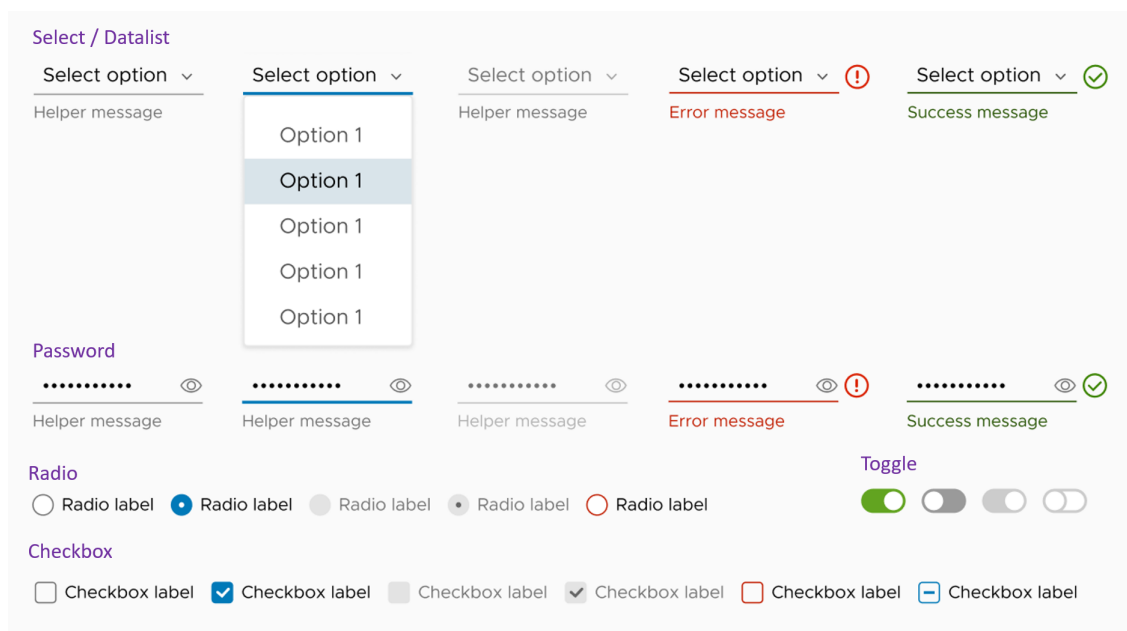 Select / Datalist
Select option Select option Select option Select option Select option
Helper message Helper message Error message Success message
Option 1
Option 1
Option 1
Option 1
Option 1
Password
••••••••••• ••••••••••• ••••••••••• ••••••••••• •••••••••••
Helper message Helper message Helper message Error message Success message
Radio Toggle
Radio label Radio label Radio label Radio label Radio label
Checkbox
Checkbox label Checkbox label Checkbox label Checkbox label Checkbox label Checkbox label